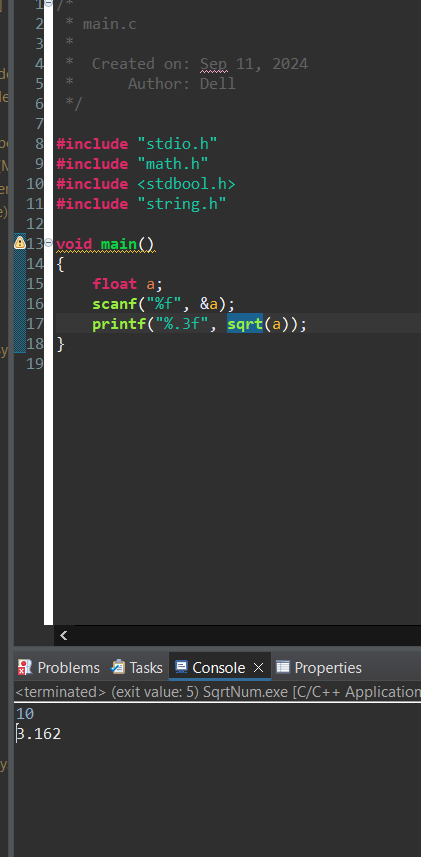 1 /*
2  * main.c
3  *
4  *  Created on: Sep 11, 2024
5  *      Author: Dell
6  */
7
8 #include "stdio.h"
9 #include "math.h"
10 #include <stdbool.h>
11 #include "string.h"
12
13 void main()
14 {
15     float a;
16     scanf("%f", &a);
17     printf("%.3f", sqrt(a));
18 }
19
Problems Tasks Console Properties
<terminated> (exit value: 5) SqrtNum.exe [C/C++ Application
10
3.162